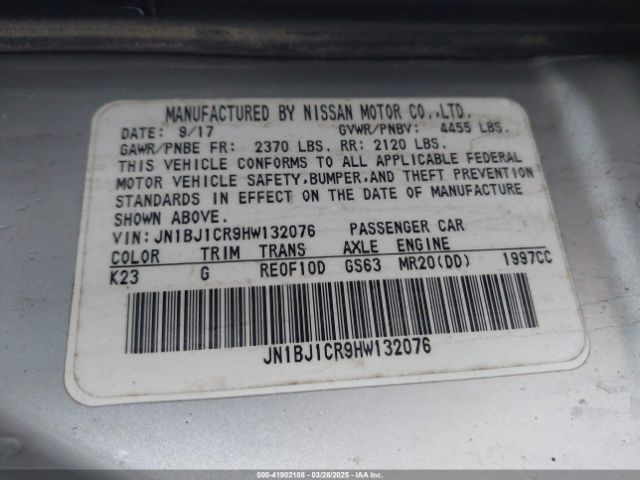 MANUFACTURED BY NISSAN MOTOR CO.,LTD.
DATE: 9/17 GVWR/PNBV: 4455 LBS.
GAWR/PNBE FR: 2370 LBS. RR: 2120 LBS.
THIS VEHICLE CONFORMS TO ALL APPLICABLE FEDERAL
MOTOR VEHICLE SAFETY,BUMPER,AND THEFT PREVENTION
STANDARDS IN EFFECT ON THE DATE OF MANUFACTURE
SHOWN ABOVE.
VIN:JN1BJ1CR9HW132076 PASSENGER CAR
COLOR TRIM TRANS AXLE ENGINE
K23 G RE0F10D GS63 MR20(DD) 1997CC
JN1BJ1CR9HW132076
000-41902108 - 03/28/2025 - IAAI